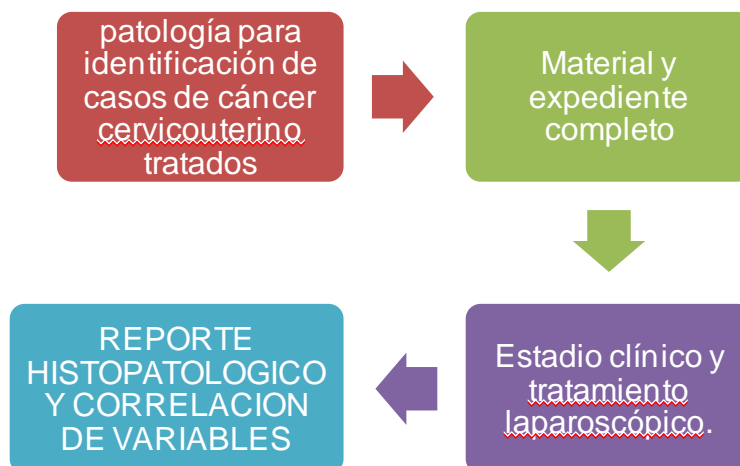 patología para
identificación de
casos de cáncer
cervicouterino
tratados
Material y
expediente
completo
Estadio clínico y
tratamiento
laparoscópico.
REPORTE
HISTOPATOLOGICO
Y CORRELACION
DE VARIABLES